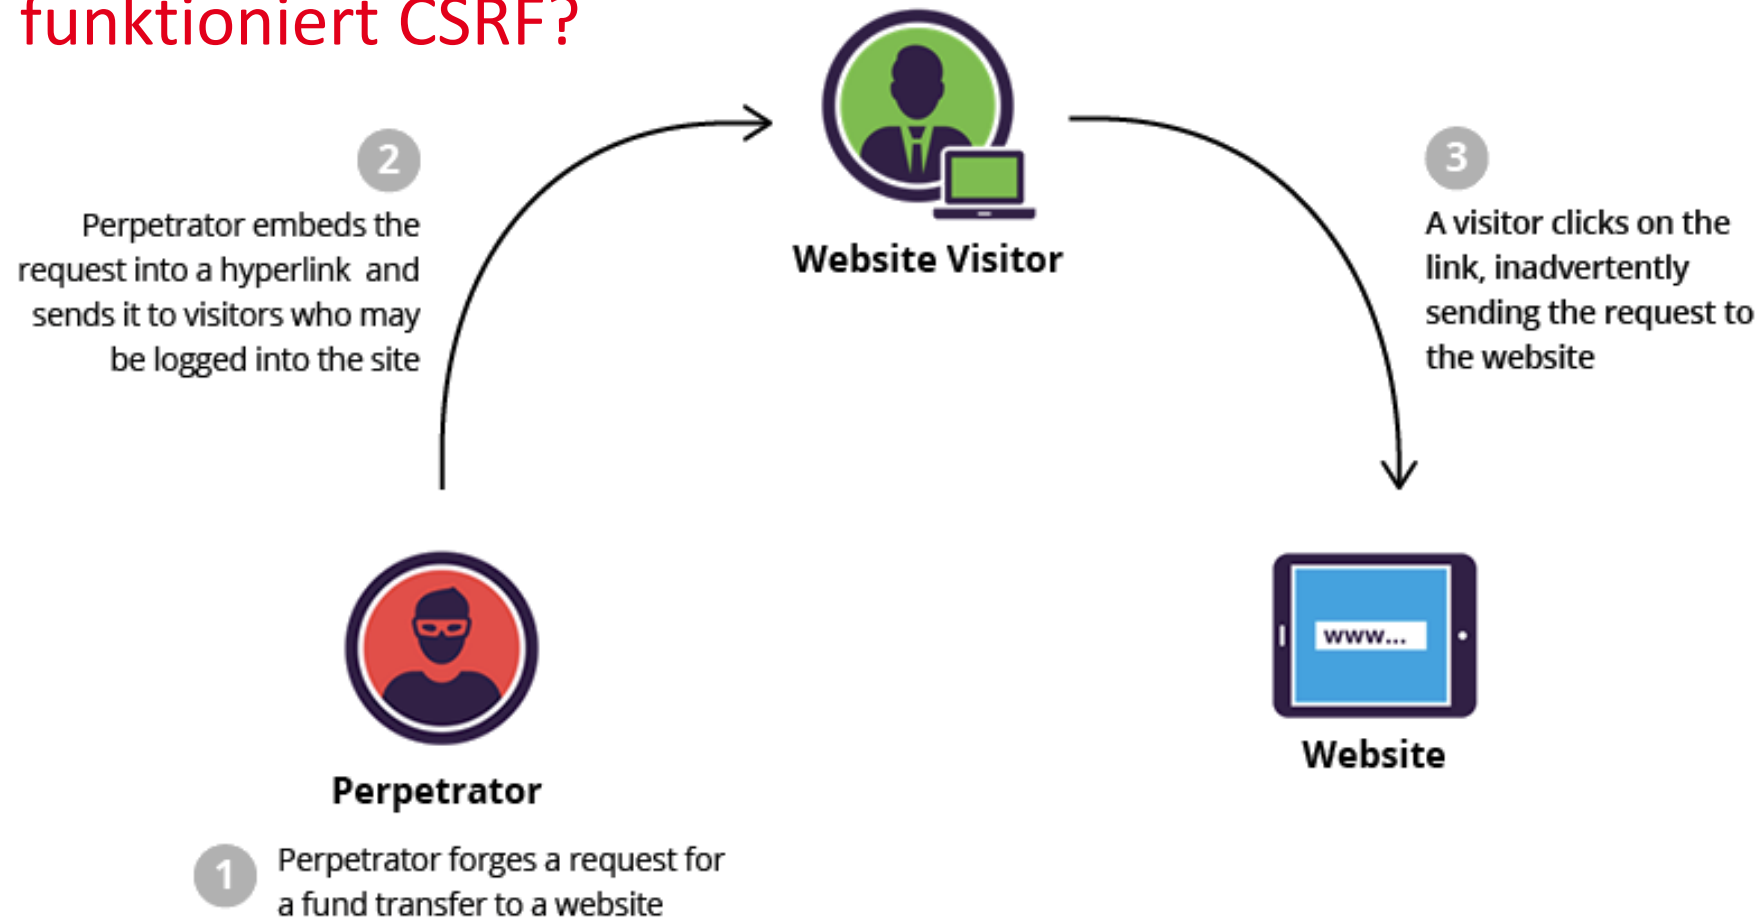 funktioniert CSRF?
2
Perpetrator embeds the
request into a hyperlink and
sends it to visitors who may
be logged into the site
Website Visitor
3
A visitor clicks on the
link, inadvertently
sending the request to
the website
www...
Website
Perpetrator
1
Perpetrator forges a request for
a fund transfer to a website